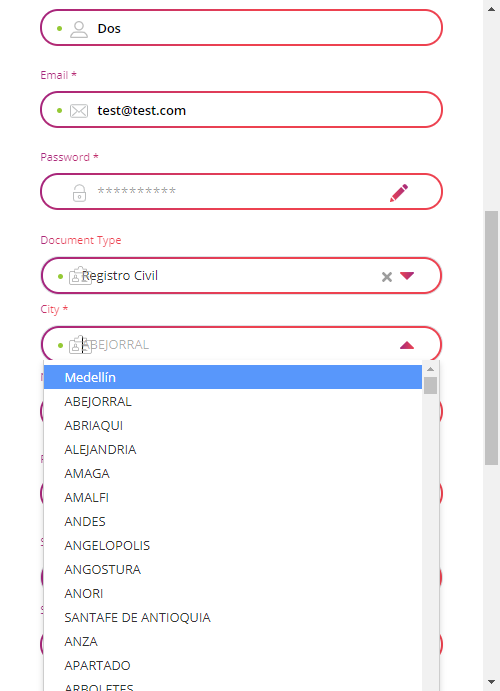 Dos
Email *
test@test.com
Password *
**********
Document Type
Registro Civil
City *
ABEJORRAL
Medellín
ABEJORRAL
ABRIAQUI
ALEJANDRIA
AMAGA
AMALFI
ANDES
ANGELOPOLIS
ANGOSTURA
ANORI
SANTAFE DE ANTIOQUIA
ANZA
APARTADO
ARBOLETES